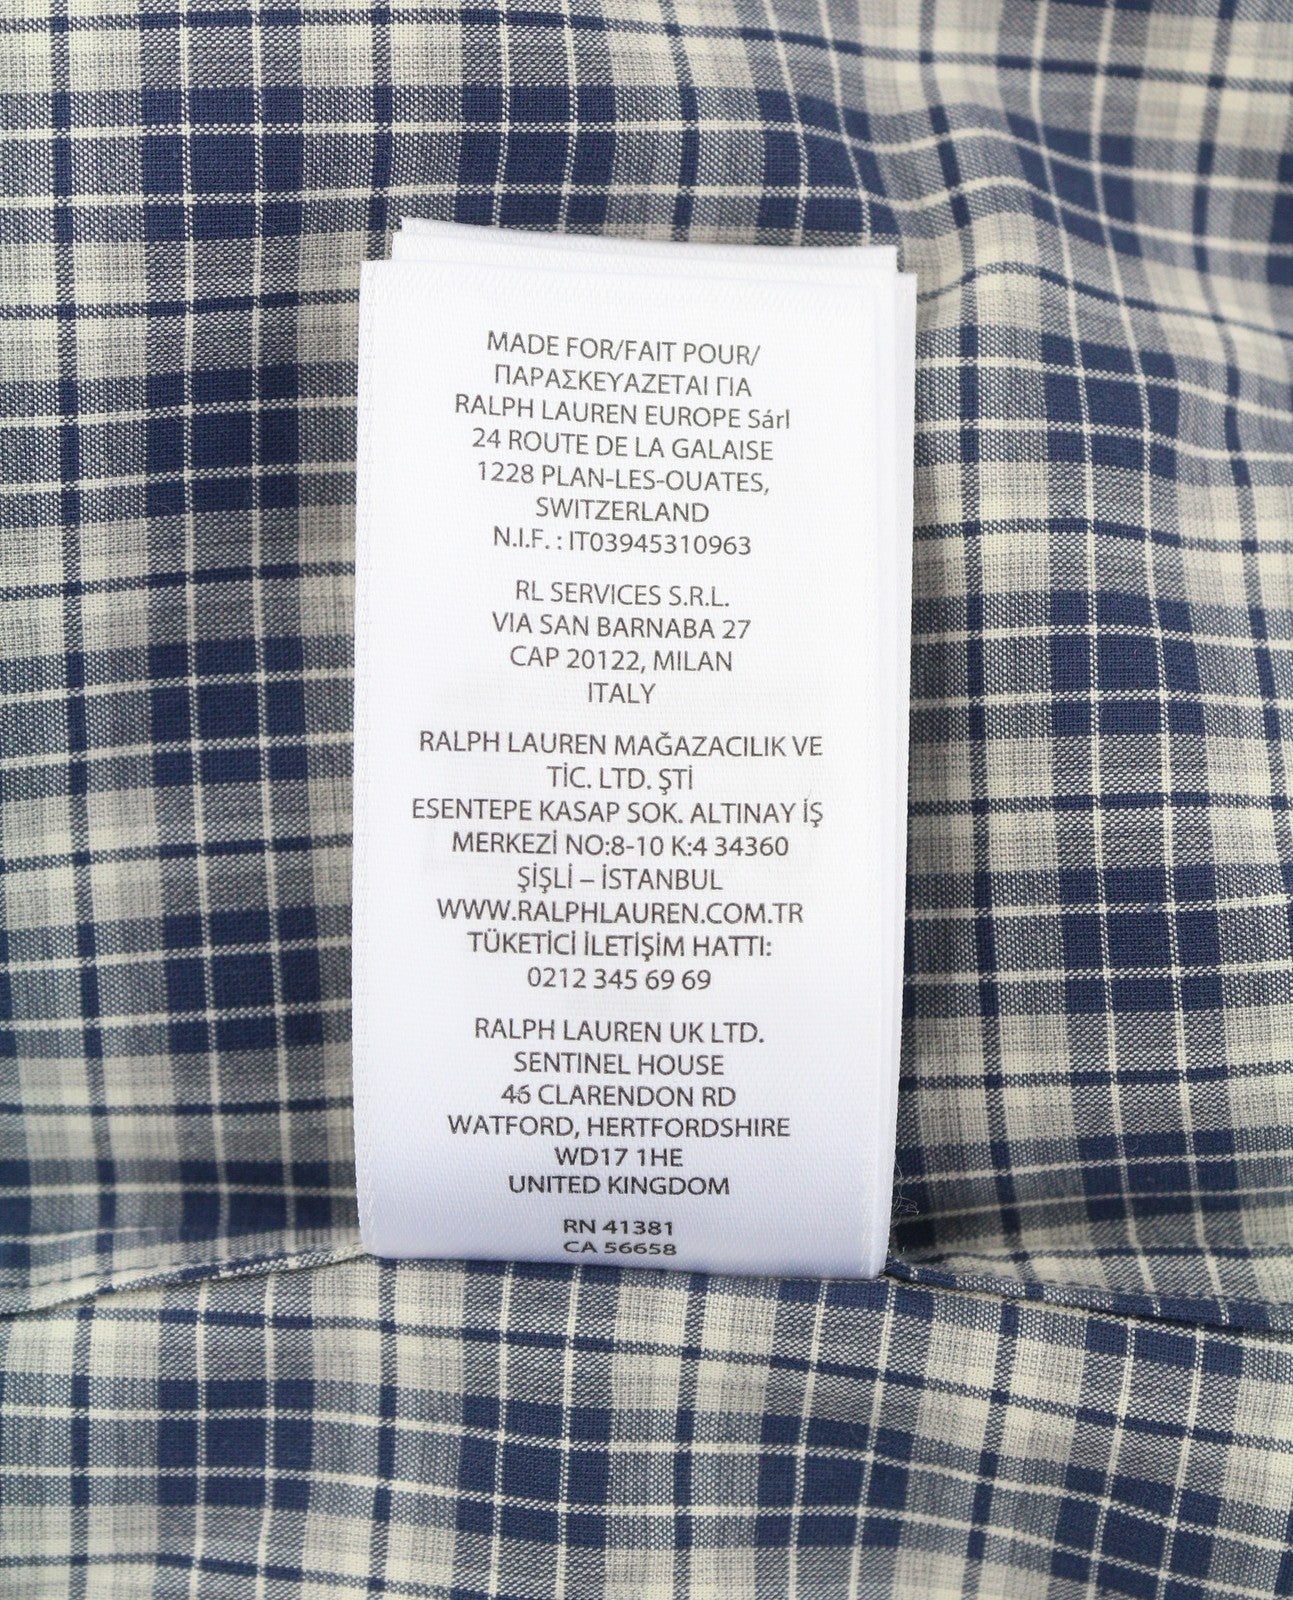 MADE FOR/FAIT POUR/
ΠΑΡΑΣΚΕΥΑΖΕΤΑΙ ΓΙΑ
RALPH LAUREN EUROPE Sárl
24 ROUTE DE LA GALAISE
1228 PLAN-LES-OUATES,
SWITZERLAND
N.I.F. : IT03945310963
RL SERVICES S.R.L.
VIA SAN BARNABA 27
CAP 20122, MILAN
ITALY
RALPH LAUREN MAĞAZACILIK VE
TİC. LTD. ŞTİ
ESENTEPE KASAP SOK. ALTINAY İŞ
MERKEZİ NO:8-10 K:4 34360
ŞİŞLİ – İSTANBUL
WWW.RALPHLAUREN.COM.TR
TÜKETİCİ İLETİŞİM HATTI:
0212 345 69 69
RALPH LAUREN UK LTD.
SENTINEL HOUSE
46 CLARENDON RD
WATFORD, HERTFORDSHIRE
WD17 1HE
UNITED KINGDOM
RN 41381
CA 56658